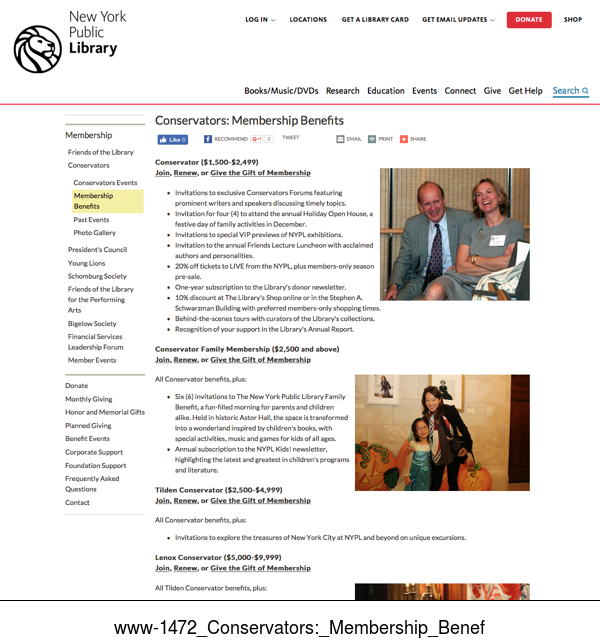 New York
Public
Library
LOG IN
LOCATIONS
GET A LIBRARY CARD
GET EMAIL UPDATES
DONATE
SHOP
Books/Music/DVDs Research Education Events Connect Give Get Help Search
Membership
Friends of the Library
Conservators
Conservators Events
Membership
Benefits
Past Events
Photo Gallery
President's Council
Young Lions
Schomburg Society
Friends of the Library
for the Performing
Arts
Bigelow Society
Financial Services
Leadership Forum
Member Events
Donate
Monthly Giving
Honor and Memorial Gifts
Planned Giving
Benefit Events
Corporate Support
Foundation Support
Frequently Asked
Questions
Contact
Conservators: Membership Benefits
Like 0
RECOMMEND
G+1 0
TWEET
EMAIL
PRINT
SHARE
Conservator ($1,500-$2,499)
Join, Renew, or Give the Gift of Membership
• Invitations to exclusive Conservators Forums featuring
prominent writers and speakers discussing timely topics.
• Invitation for four (4) to attend the annual Holiday Open House, a
festive day of family activities in December.
• Invitations to special VIP previews of NYPL exhibitions.
• Invitation to the annual Friends Lecture Luncheon with acclaimed
authors and personalities.
• 20% off tickets to LIVE from the NYPL, plus members-only season
pre-sale.
• One-year subscription to the Library's donor newsletter.
• 10% discount at The Library's Shop online or in the Stephen A.
Schwarzman Building with preferred members-only shopping times.
• Behind-the-scenes tours with curators of the Library's collections.
• Recognition of your support in the Library's Annual Report.
Conservator Family Membership ($2,500 and above)
Join, Renew, or Give the Gift of Membership
All Conservator benefits, plus:
• Six (6) invitations to The New York Public Library Family
Benefit, a fun-filled morning for parents and children
alike. Held in historic Astor Hall, the space is transformed
into a wonderland inspired by children's books, with
special activities, music and games for kids of all ages.
• Annual subscription to the NYPL Kids! newsletter,
highlighting the latest and greatest in children's programs
and literature.
Tilden Conservator ($2,500-$4,999)
Join, Renew, or Give the Gift of Membership
All Conservator benefits, plus:
• Invitations to explore the treasures of New York City at NYPL and beyond on unique excursions.
Lenox Conservator ($5,000-$9,999)
Join, Renew, or Give the Gift of Membership
All Tilden Conservator benefits, plus:
www-1472_Conservators:_Membership_Benef